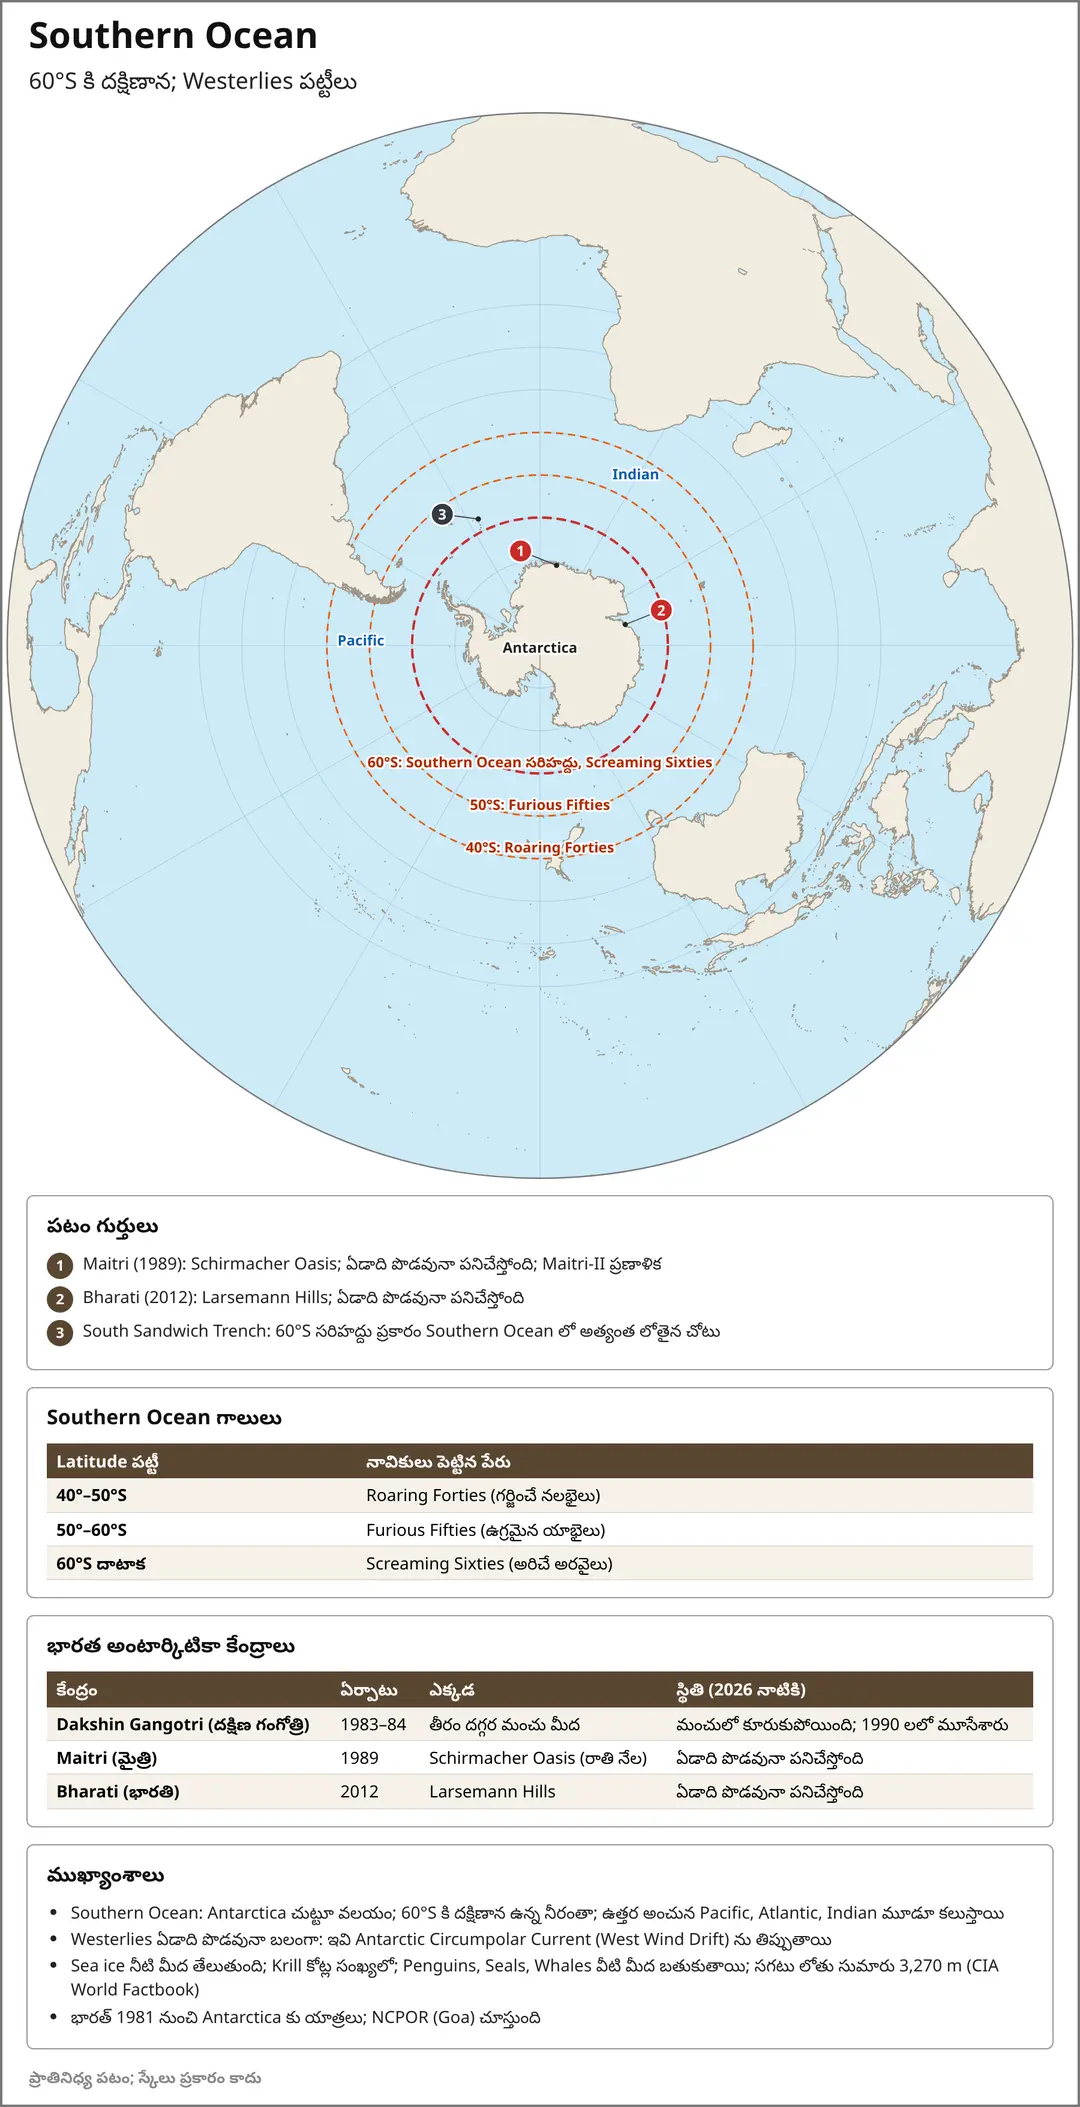 Southern Ocean
60°S కి దక్షిణాన; Westerlies పట్టీలు
Indian
3
1
2
Pacific
Antarctica
60°S: Southern Ocean సరిహద్దు, Screaming Sixties
50°S: Furious Fifties
40°S: Roaring Forties
పటం గుర్తులు
1 Maitri (1989): Schirmacher Oasis; ఏడాది పొడవునా పనిచేస్తోంది; Maitri-II ప్రణాళిక
2 Bharati (2012): Larsemann Hills; ఏడాది పొడవునా పనిచేస్తోంది
3 South Sandwich Trench: 60°S సరిహద్దు ప్రకారం Southern Ocean లో అత్యంత లోతైన చోటు
Southern Ocean గాలులు
Latitude పట్టీ నావికులు పెట్టిన పేరు
40°–50°S Roaring Forties (గర్జించే నలభైలు)
50°–60°S Furious Fifties (ఉగ్రమైన యాభైలు)
60°S దాటాక Screaming Sixties (అరిచే అరవైలు)
భారత అంటార్కిటికా కేంద్రాలు
కేంద్రం ఏర్పాటు ఎక్కడ స్థితి (2026 నాటికి)
Dakshin Gangotri (దక్షిణ గంగోత్రి) 1983–84 తీరం దగ్గర మంచు మీద మంచులో కూరుకుపోయింది; 1990 లలో మూసేశారు
Maitri (మైత్రి) 1989 Schirmacher Oasis (రాతి నేల) ఏడాది పొడవునా పనిచేస్తోంది
Bharati (భారతి) 2012 Larsemann Hills ఏడాది పొడవునా పనిచేస్తోంది
ముఖ్యాంశాలు
• Southern Ocean: Antarctica చుట్టూ వలయం; 60°S కి దక్షిణాన ఉన్న నీరంతా; ఉత్తర అంచున Pacific, Atlantic, Indian మూడూ కలుస్తాయి
• Westerlies ఏడాది పొడవునా బలంగా: ఇవి Antarctic Circumpolar Current (West Wind Drift) ను తిప్పుతాయి
• Sea ice నీటి మీద తేలుతుంది; Krill కోట్ల సంఖ్యలో; Penguins, Seals, Whales వీటి మీద బతుకుతాయి; సగటు లోతు సుమారు 3,270 m (CIA
World Factbook)
• భారత్ 1981 నుంచి Antarctica కు యాత్రలు; NCPOR (Goa) చూస్తుంది
ప్రాతినిధ్య పటం; స్కేలు ప్రకారం కాదు